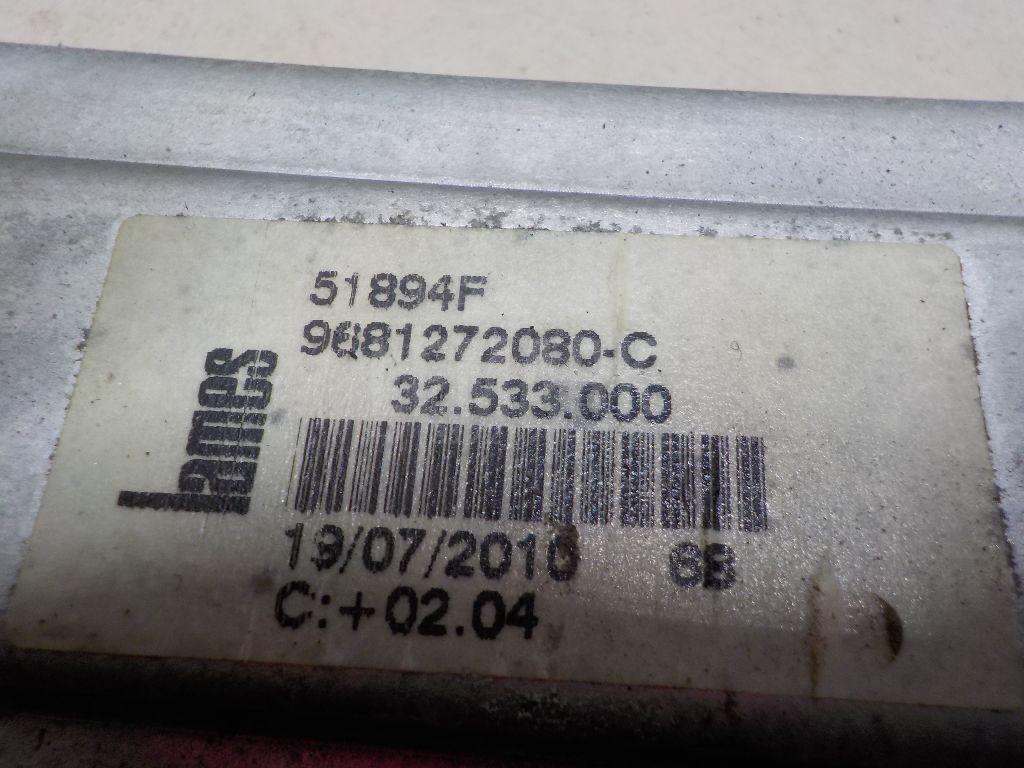 51894F
9681272080-C
32.533.000
lames
19/07/2010 6B
C:+02.04